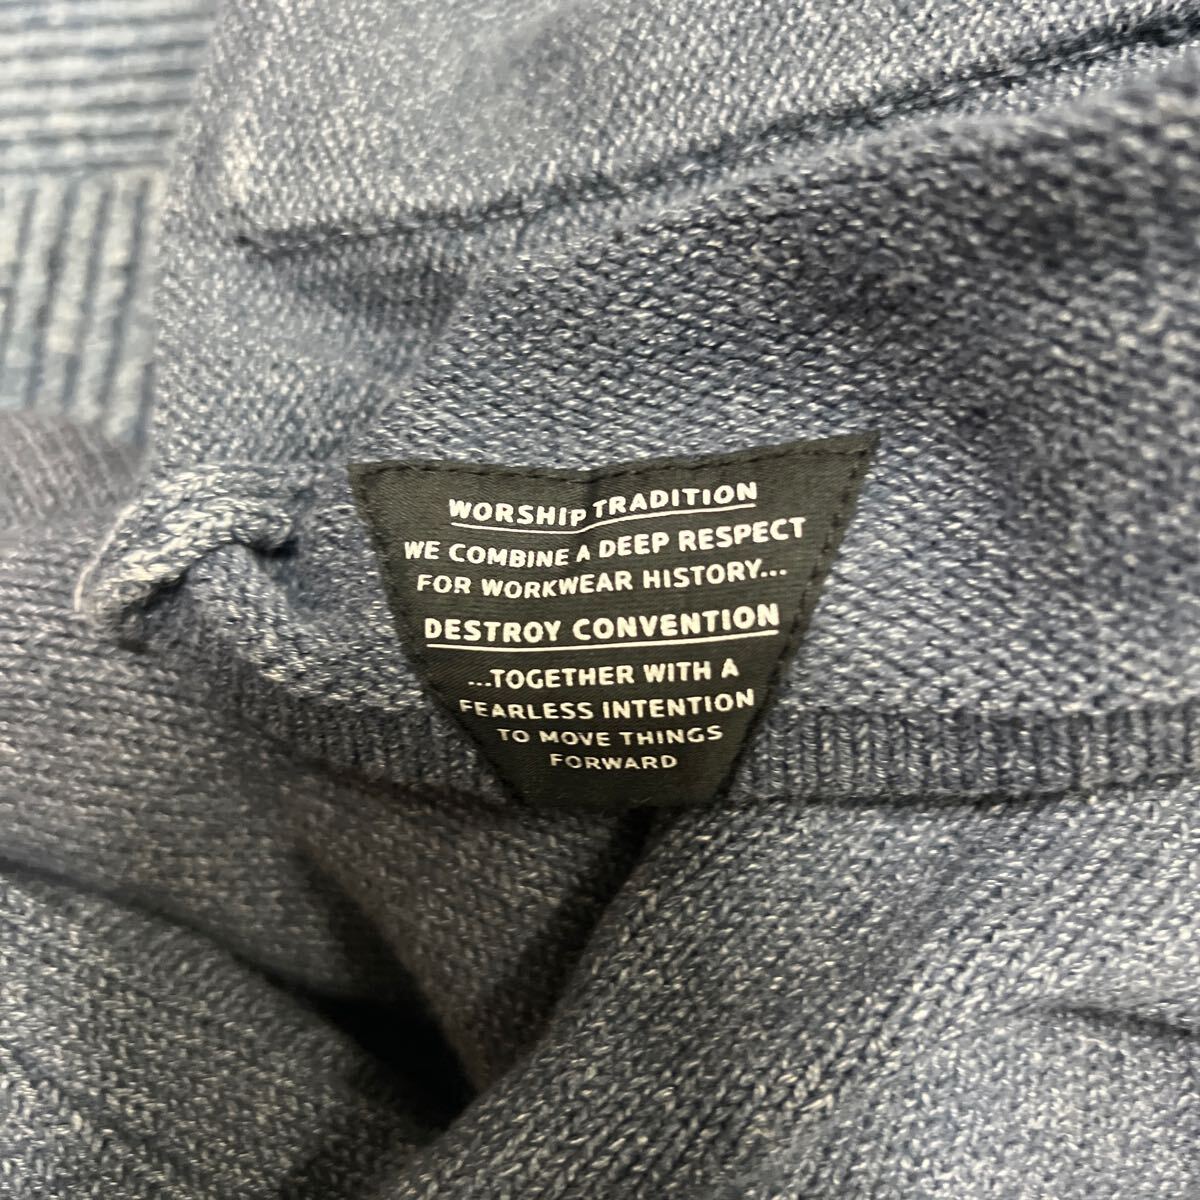 WORSHIP TRADITION
WE COMBINE A DEEP RESPECT
FOR WORKWEAR HISTORY...
DESTROY CONVENTION
...TOGETHER WITH A
FEARLESS INTENTION
TO MOVE THINGS
FORWARD